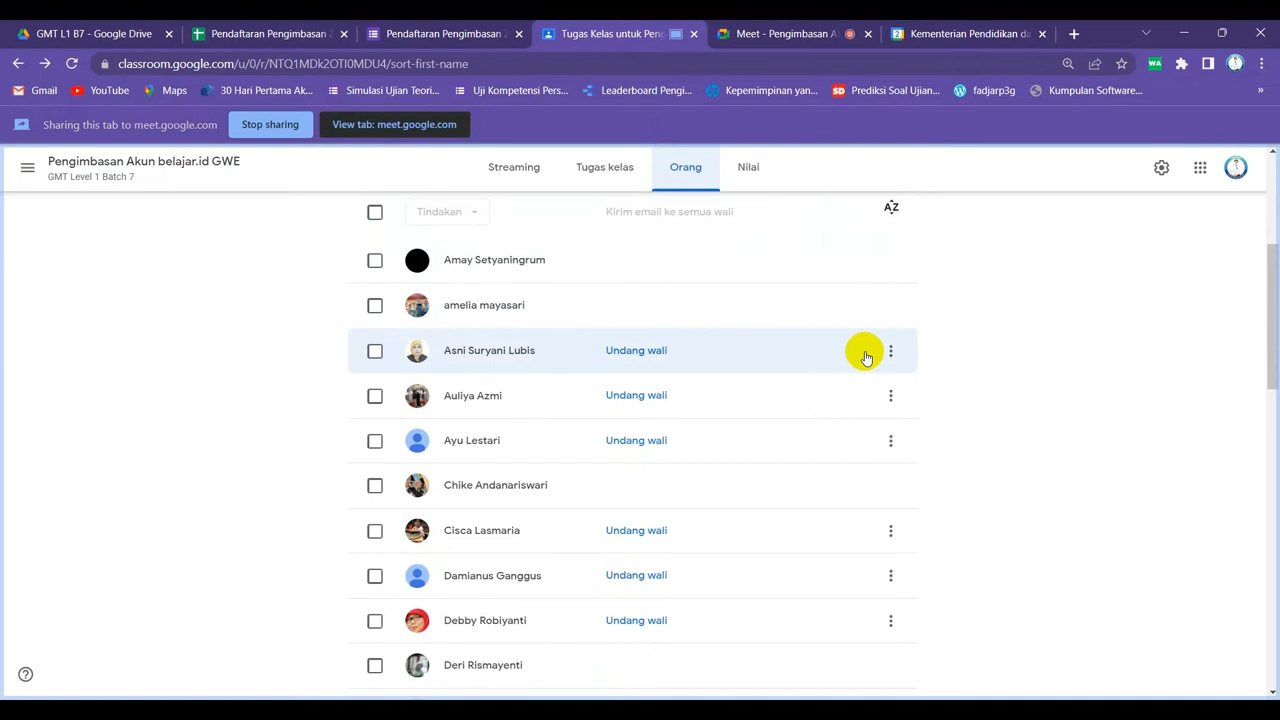 GMT L1 B7 - Google Drive
Pendaftaran Pengimbasan 2
Pendaftaran Pengimbasan 2
Tugas Kelas untuk Pen
Meet - Pengimbasan A
Kementerian Pendidikan da
classroom.google.com/u/0/r/NTQ1MDk2OTI0MDU4/sort-first-name
WA
Gmail
YouTube
Maps
30 Hari Pertama Ak...
Simulasi Ujian Teori...
Uji Kompetensi Pers...
Leaderboard Pengi...
Kepemimpinan yan...
SD
Prediksi Soal Ujian...
fadjarp3g
Kumpulan Software...
»
Sharing this tab to meet.google.com
Stop sharing
View tab: meet.google.com
Pengimbasan Akun belajar.id GWE
GMT Level 1 Batch 7
Streaming
Tugas kelas
Orang
Nilai
Tindakan
Kirim email ke semua wali
AZ
Amay Setyaningrum
amelia mayasari
Asni Suryani Lubis Undang wali
Auliya Azmi Undang wali
Ayu Lestari Undang wali
Chike Andanariswari
Cisca Lasmaria Undang wali
Damianus Ganggus Undang wali
Debby Robiyanti Undang wali
Deri Rismayenti